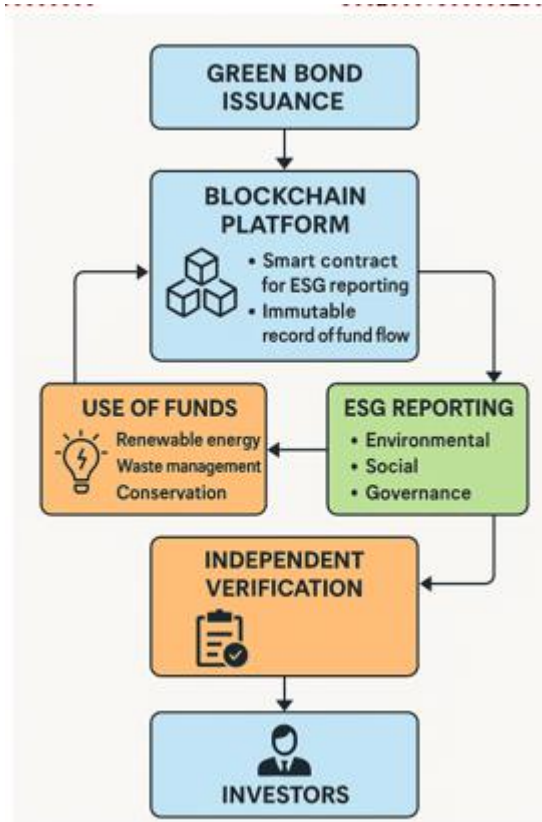 GREEN BOND
ISSUANCE
BLOCKCHAIN
PLATFORM
• Smart contract
for ESG reporting
• Immutable
record of fund flow
USE OF FUNDS
Renewable energy
Waste management
Conservation
ESG REPORTING
• Environmental
• Social
• Governance
INDEPENDENT
VERIFICATION
INVESTORS